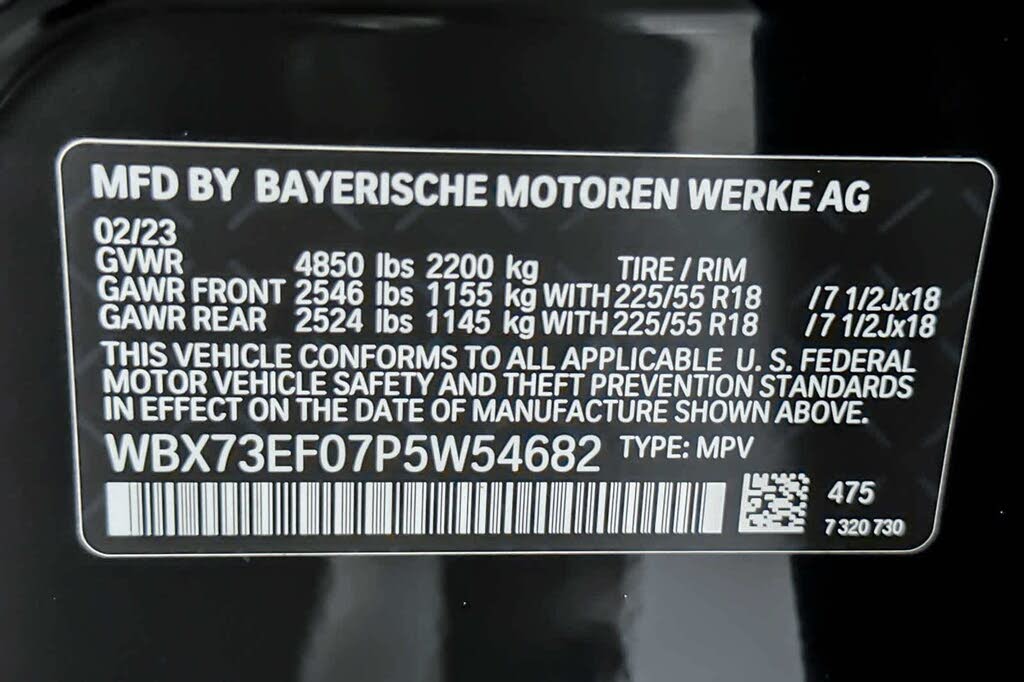 MFD BY BAYERISCHE MOTOREN WERKE AG
02/23
GVWR 4850 lbs 2200 kg TIRE / RIM
GAWR FRONT 2546 lbs 1155 kg WITH 225/55 R18 /7 1/2Jx18
GAWR REAR 2524 lbs 1145 kg WITH 225/55 R18 /7 1/2Jx18
THIS VEHICLE CONFORMS TO ALL APPLICABLE U. S. FEDERAL
MOTOR VEHICLE SAFETY AND THEFT PREVENTION STANDARDS
IN EFFECT ON THE DATE OF MANUFACTURE SHOWN ABOVE.
WBX73EF07P5W54682 TYPE: MPV
475
7 320 730